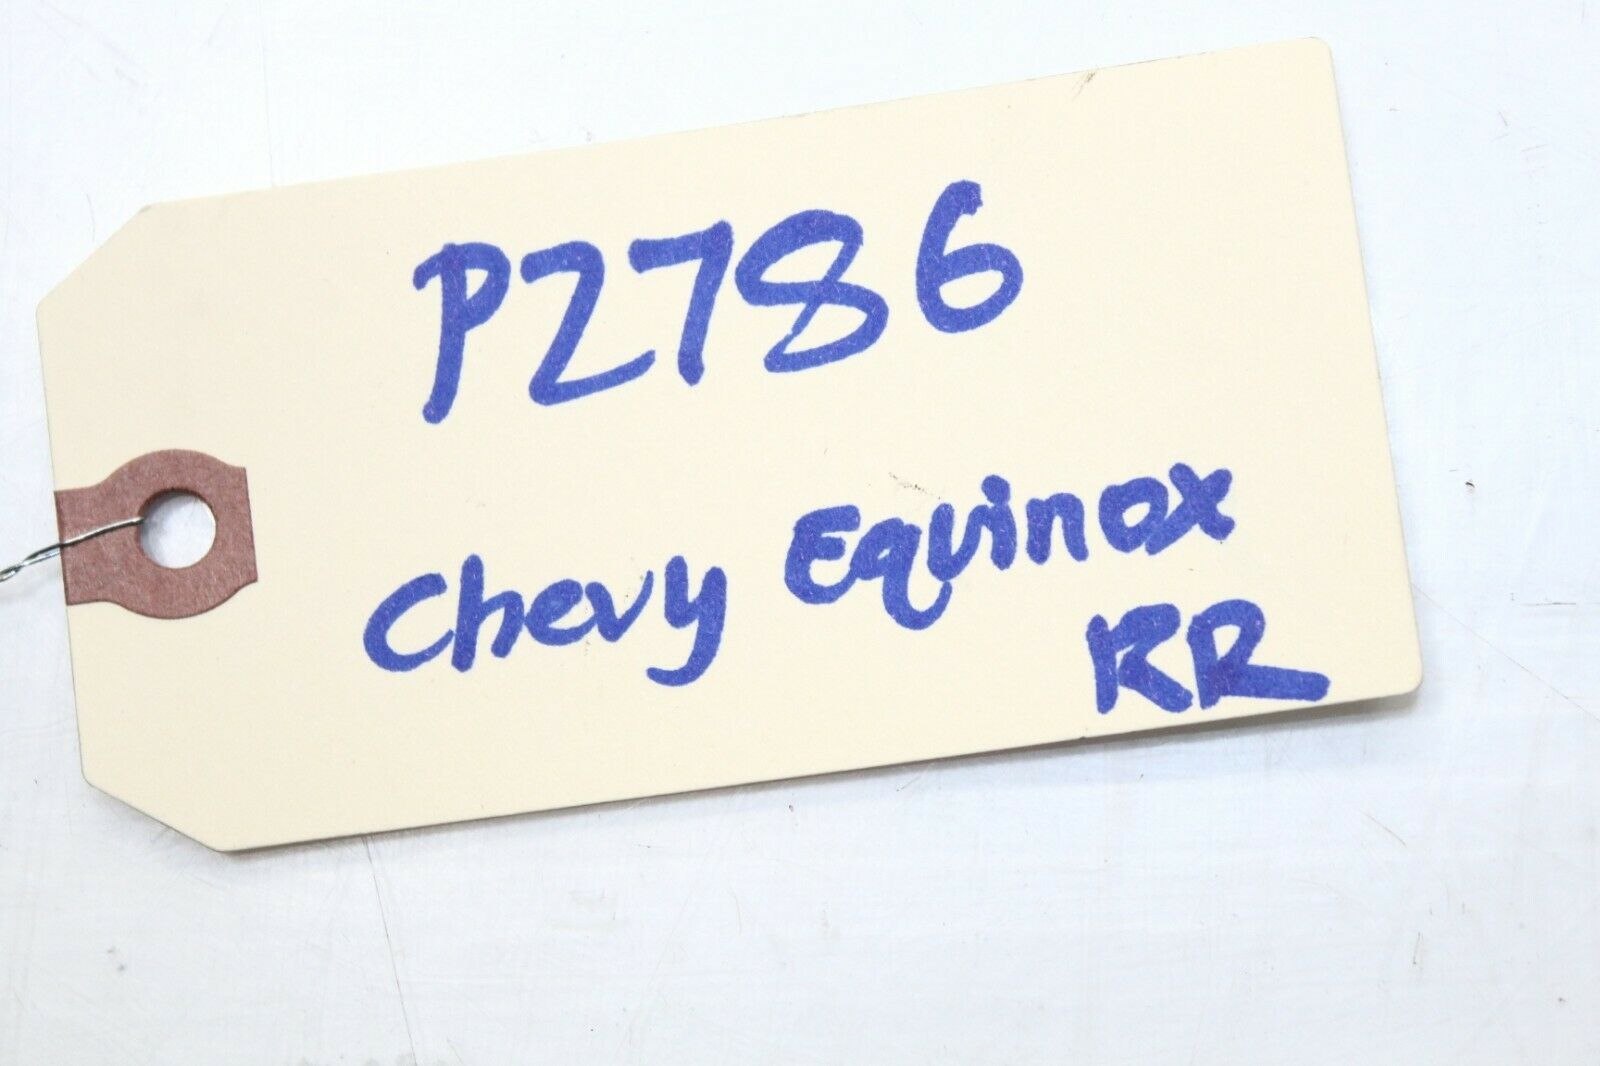 P2786
Chevy Equinox
RR